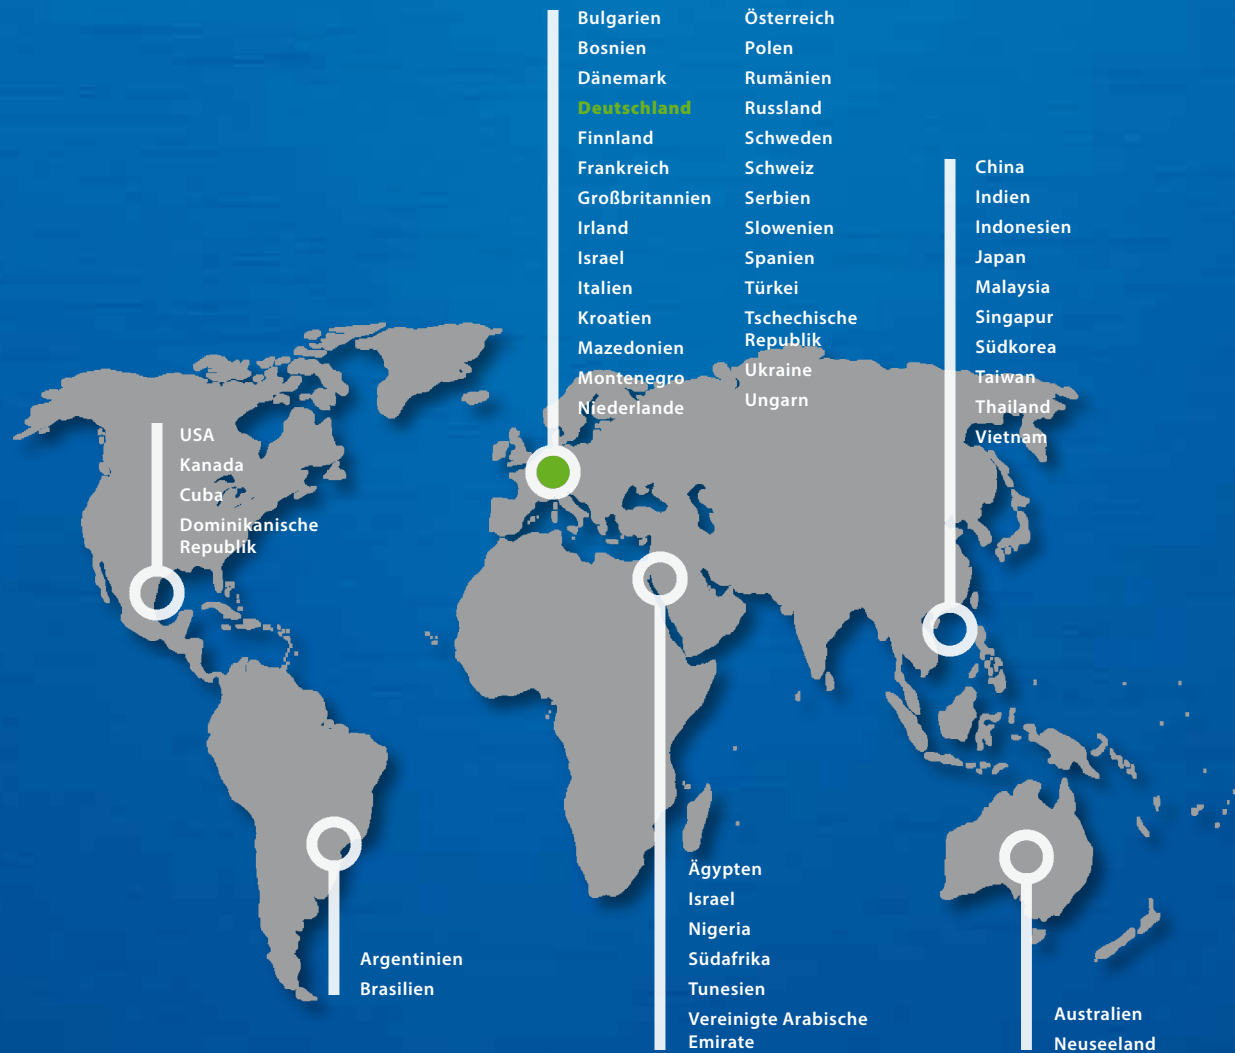 Bulgarien
Bosnien
Dänemark
Deutschland
Finnland
Frankreich
Großbritannien
Irland
Israel
Italien
Kroatien
Mazedonien
Montenegro
Niederlande
Österreich
Polen
Rumänien
Russland
Schweden
Schweiz
Serbien
Slowenien
Spanien
Türkei
Tschechische
Republik
Ukraine
Ungarn
China
Indien
Indonesien
Japan
Malaysia
Singapur
Südkorea
Taiwan
Thailand
Vietnam
USA
Kanada
Cuba
Dominikanische
Republik
Argentinien
Brasilien
Ägypten
Israel
Nigeria
Südafrika
Tunesien
Vereinigte Arabische
Emirate
Australien
Neuseeland